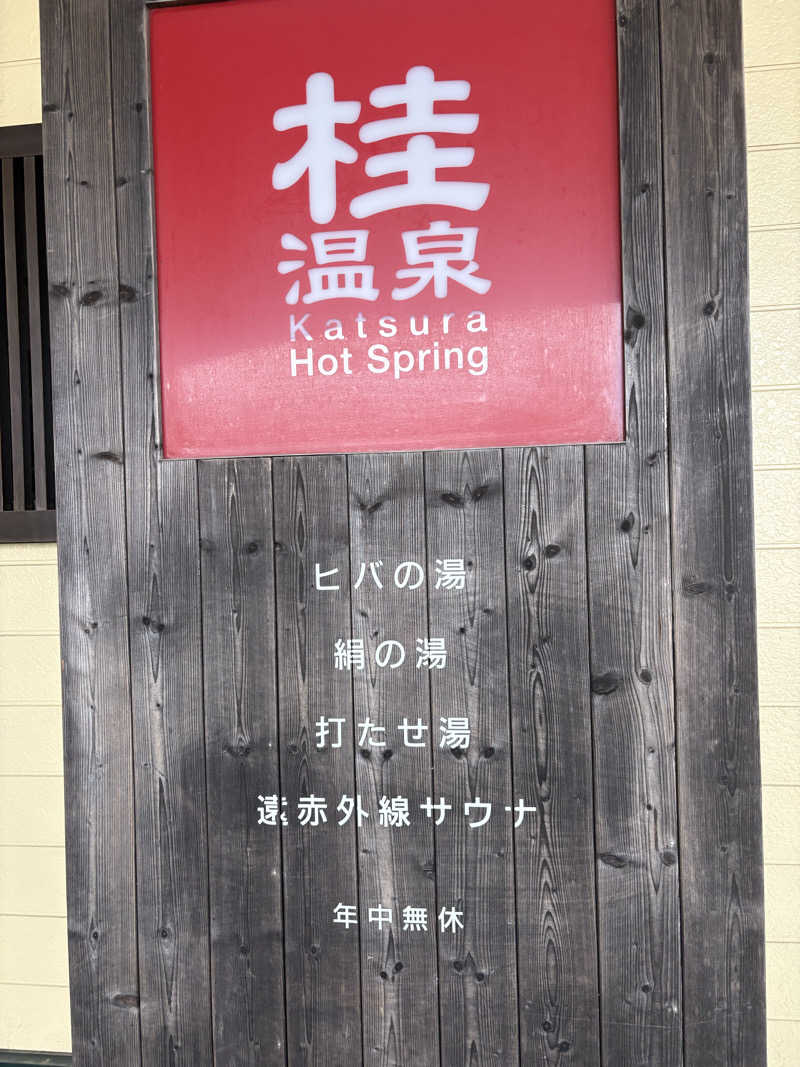 桂
温泉
Katsura
Hot Spring
ヒバの湯
絹の湯
打たせ湯
遠赤外線サウナ
年中無休